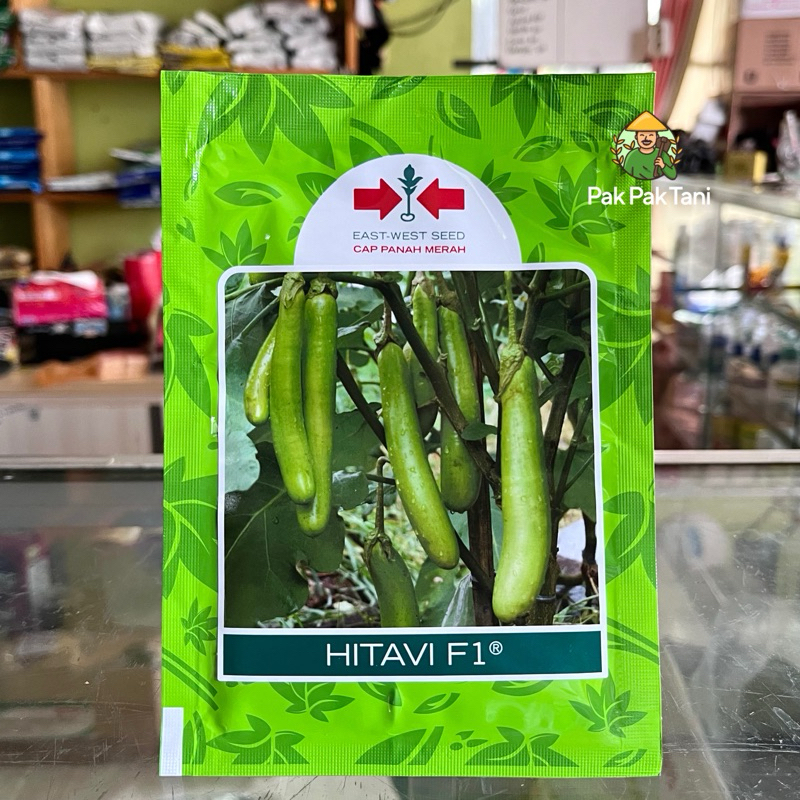 Pak Pak Tani
EAST-WEST SEED
CAP PANAH MERAH
HITAVI F1®